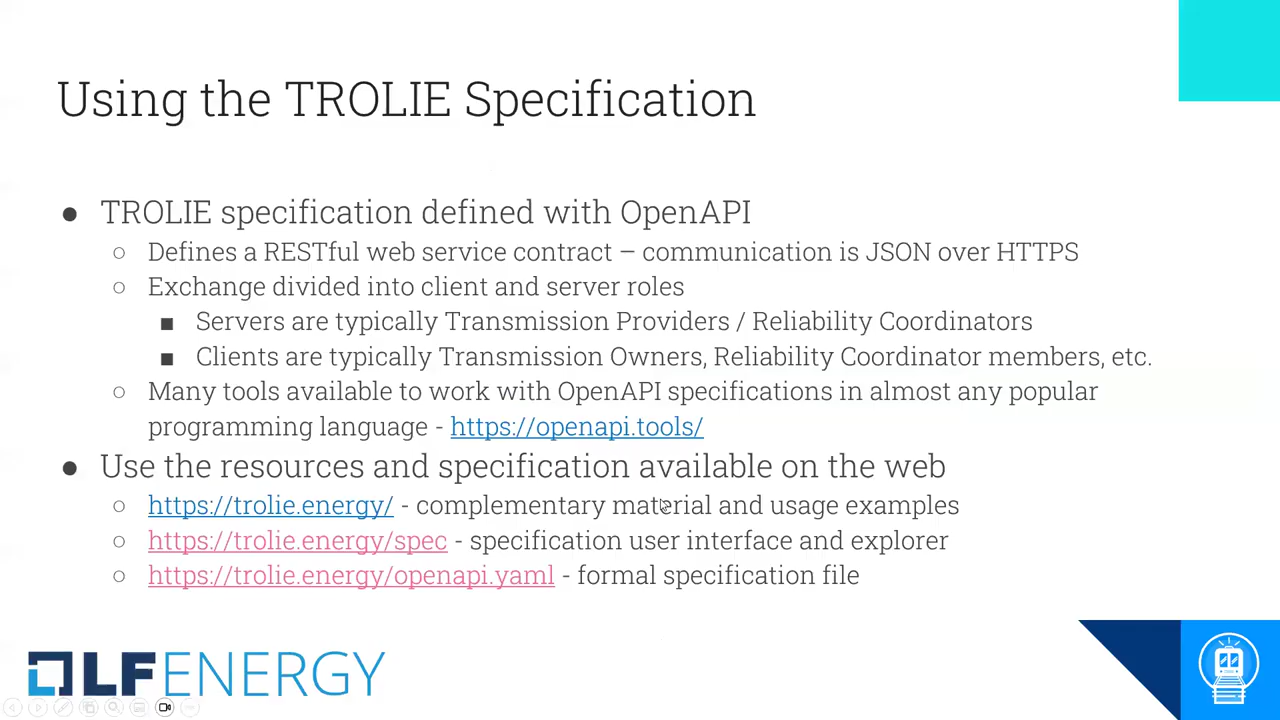 Using the TROLIE Specification
● TROLIE specification defined with OpenAPI
○ Defines a RESTful web service contract – communication is JSON over HTTPS
○ Exchange divided into client and server roles
■ Servers are typically Transmission Providers / Reliability Coordinators
■ Clients are typically Transmission Owners, Reliability Coordinator members, etc.
○ Many tools available to work with OpenAPI specifications in almost any popular
programming language - https://openapi.tools/
● Use the resources and specification available on the web
○ https://trolie.energy/ - complementary material and usage examples
○ https://trolie.energy/spec - specification user interface and explorer
○ https://trolie.energy/openapi.yaml - formal specification file
LFENERGY